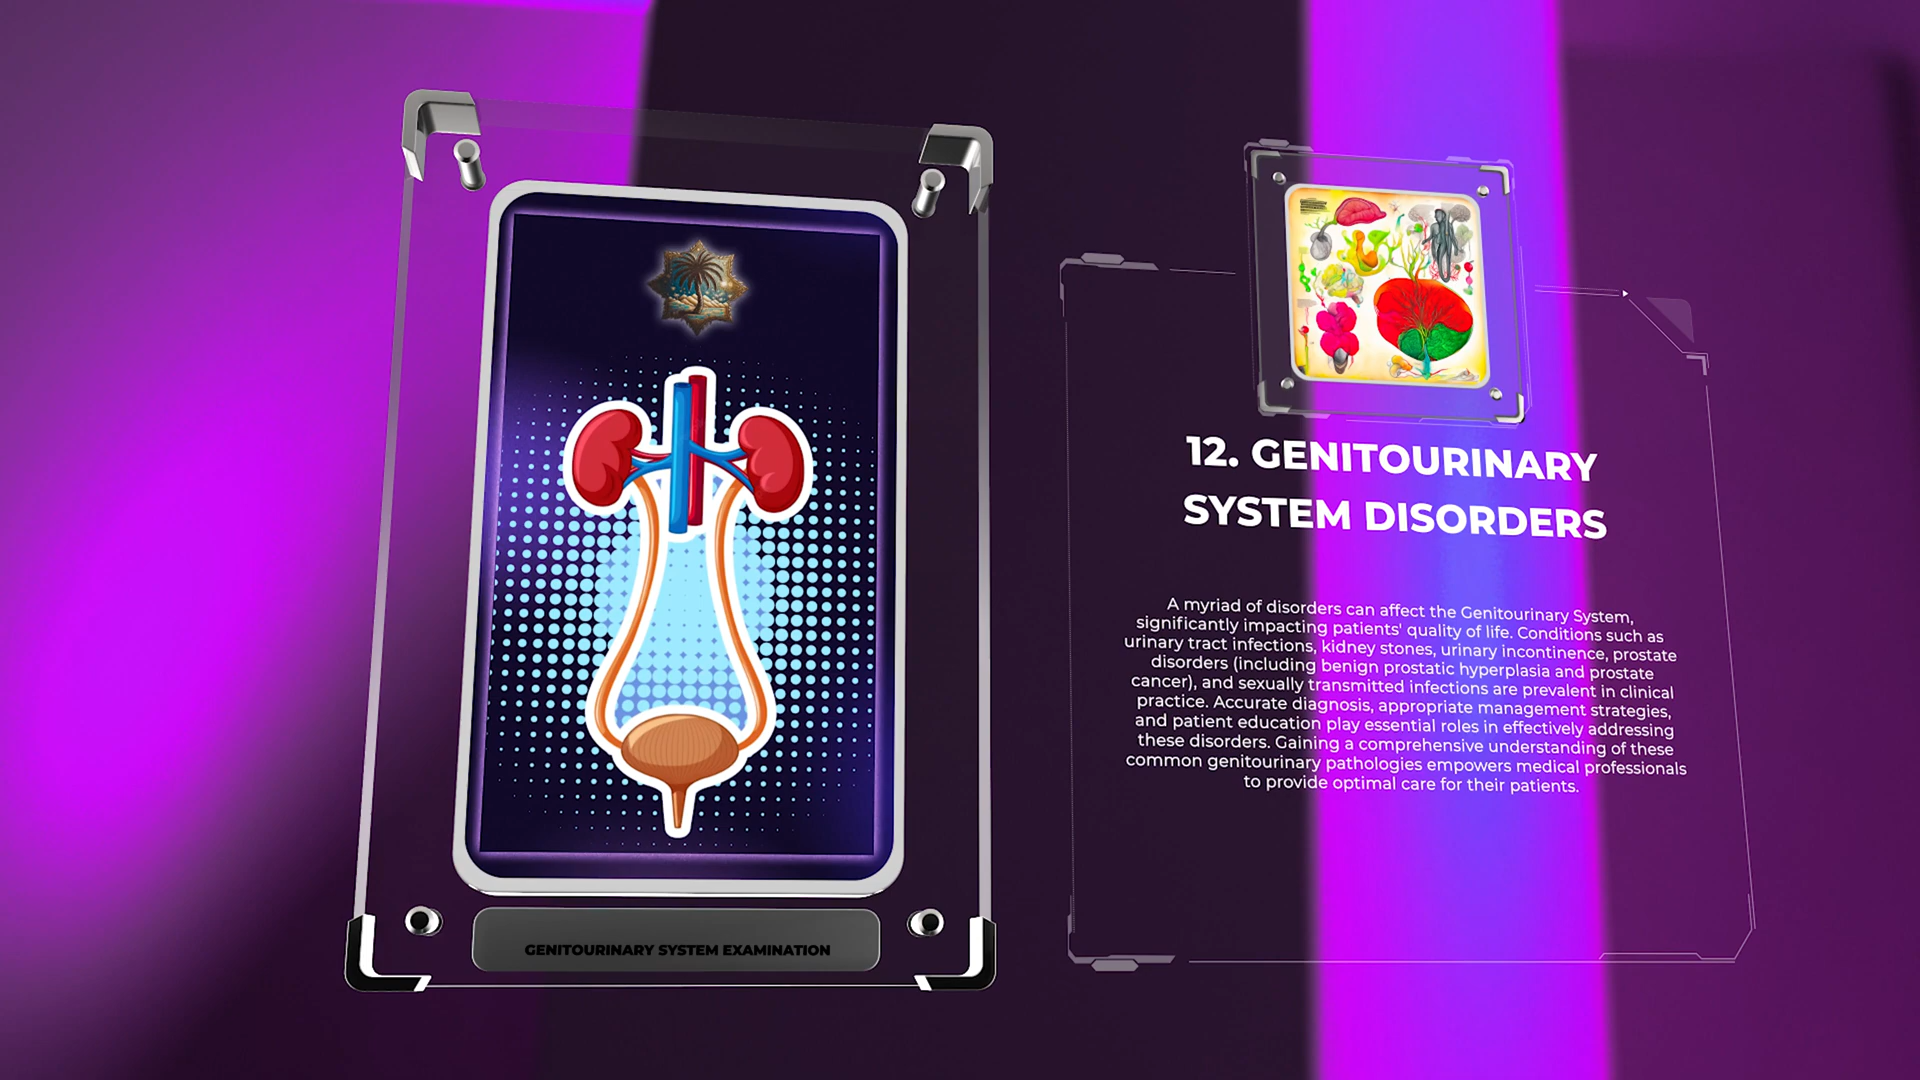 GENITOURINARY SYSTEM EXAMINATION
12. GENITOURINARY
SYSTEM DISORDERS
A myriad of disorders can affect the Genitourinary System,
significantly impacting patients' quality of life. Conditions such as
urinary tract infections, kidney stones, urinary incontinence, prostate
disorders (including benign prostatic hyperplasia and prostate
cancer), and sexually transmitted infections are prevalent in clinical
practice. Accurate diagnosis, appropriate management strategies,
and patient education play essential roles in effectively addressing
these disorders. Gaining a comprehensive understanding of these
common genitourinary pathologies empowers medical professionals
to provide optimal care for their patients.